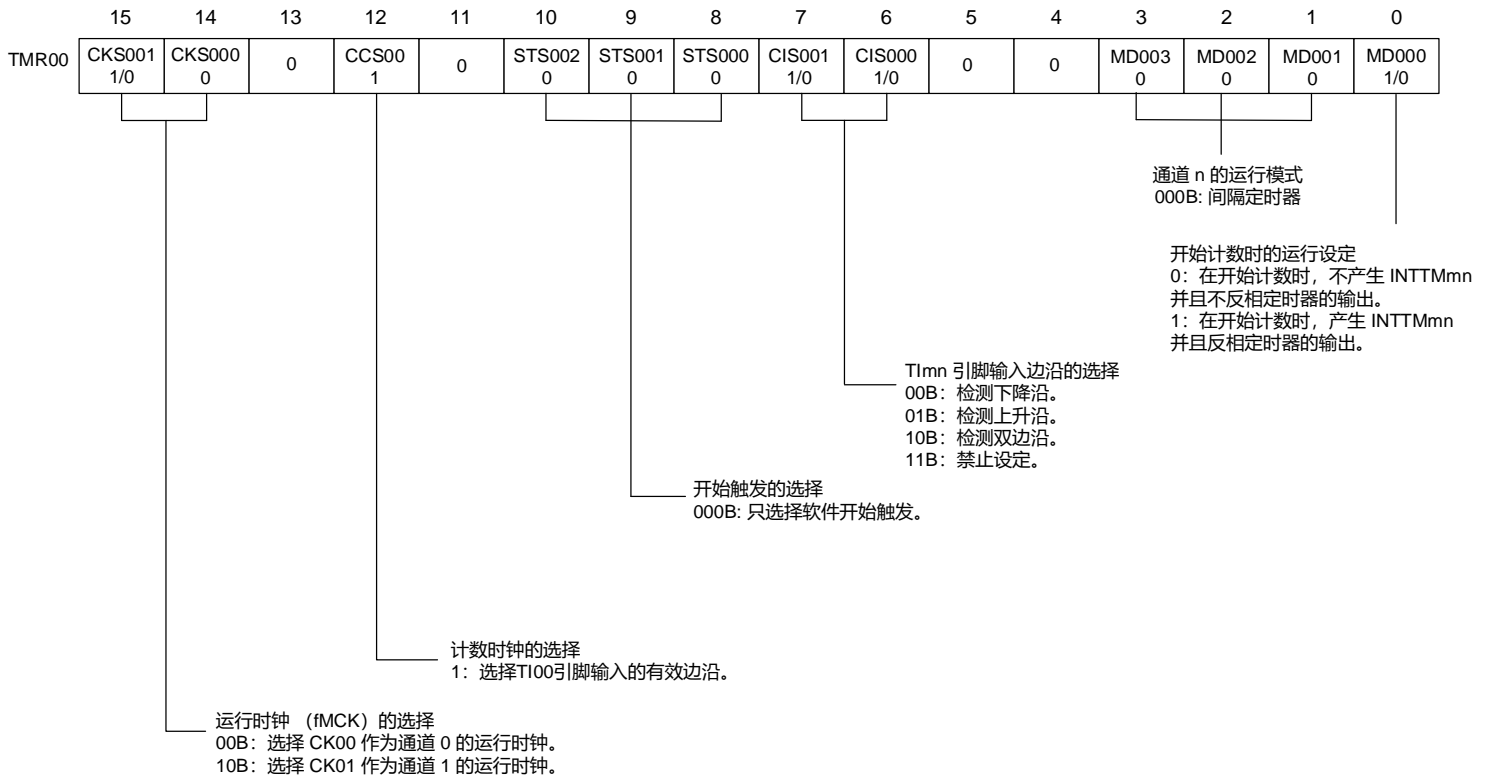 15 14 13 12 11 10 9 8 7 6 5 4 3 2 1 0
TMR00 CKS001 CKS000 0 CCS00 0 STS002 STS001 STS000 CIS001 CIS000 0 0 MD003 MD002 MD001 MD000
1/0 0 1 0 0 0 1/0 1/0 0 0 0 1/0
通道 n 的运行模式
000B: 间隔定时器
开始计数时的运行设定
0：在开始计数时，不产生 INTTMmn
并且不反相定时器的输出。
1：在开始计数时，产生 INTTMmn
并且反相定时器的输出。
TImn 引脚输入边沿的选择
00B：检测下降沿。
01B：检测上升沿。
10B：检测双边沿。
11B：禁止设定。
开始触发的选择
000B: 只选择软件开始触发。
计数时钟的选择
1：选择TI00引脚输入的有效边沿。
运行时钟 （fMCK）的选择
00B：选择 CK00 作为通道 0 的运行时钟。
10B：选择 CK01 作为通道 1 的运行时钟。